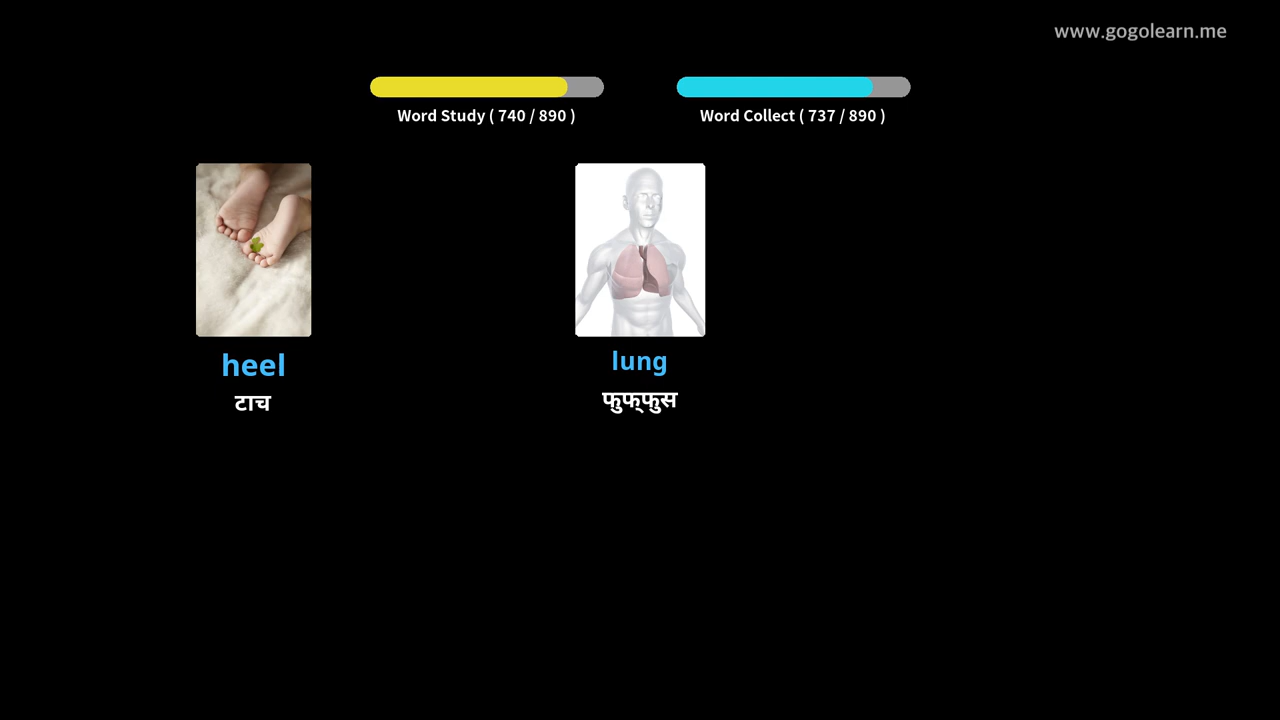 www.gogolearn.me
Word Study ( 740 / 890 )
Word Collect ( 737 / 890 )
heel
टाच
lung
फुफ्फुस